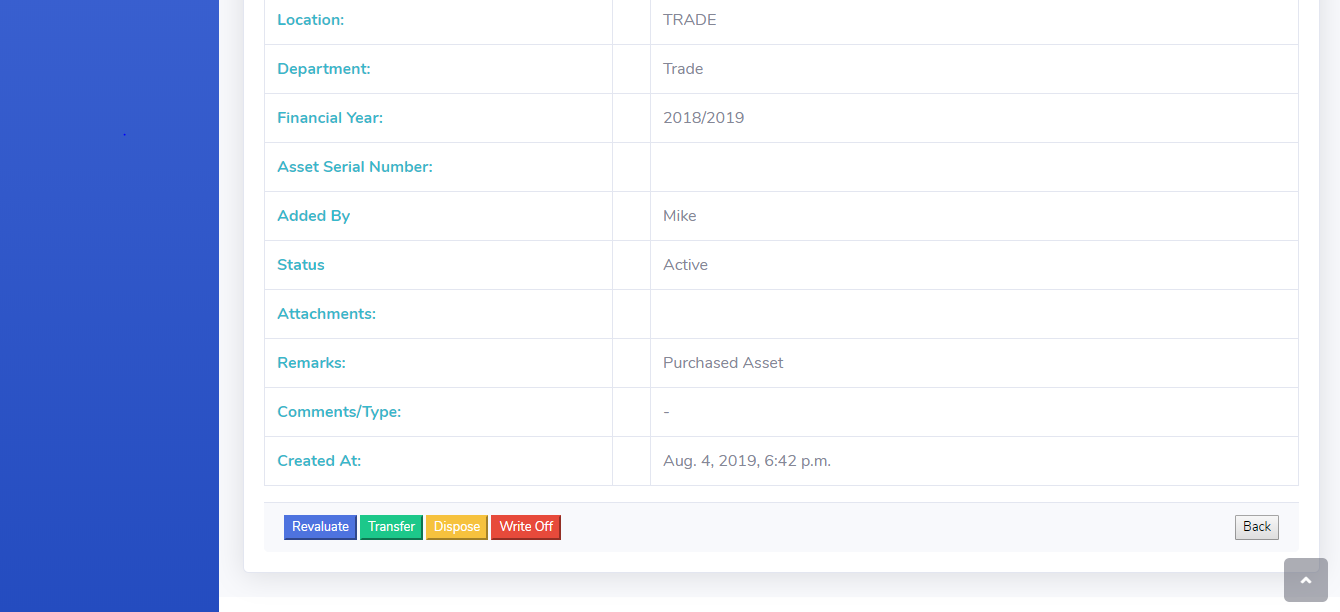 Location: TRADE
Department: Trade
Financial Year: 2018/2019
Asset Serial Number:
Added By Mike
Status Active
Attachments:
Remarks: Purchased Asset
Comments/Type: -
Created At: Aug. 4, 2019, 6:42 p.m.
Revaluate Transfer Dispose Write Off Back